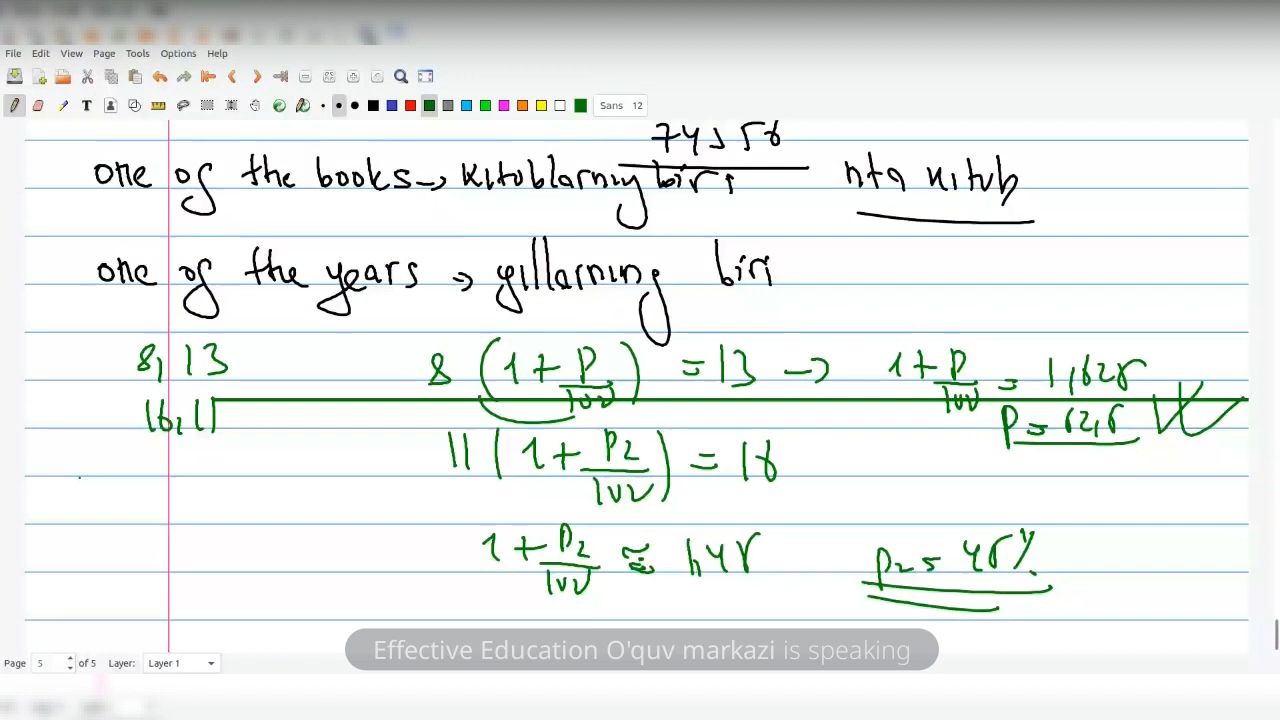 File Edit View Page Tools Options Help
T Sans 12
one of the books → kitoblarning biri nta kitob
one of the years → yillarning biri
8, 13 8 (1 + P/100) = 13 → 1 + P/100 = 1,625
16, 11 P = 62,5
11 (1 + P2/100) = 16
1 + P2/100 ≈ 1,45 P2 = 45%
Effective Education O'quv markazi is speaking
Page 5 of 5 Layer: Layer 1